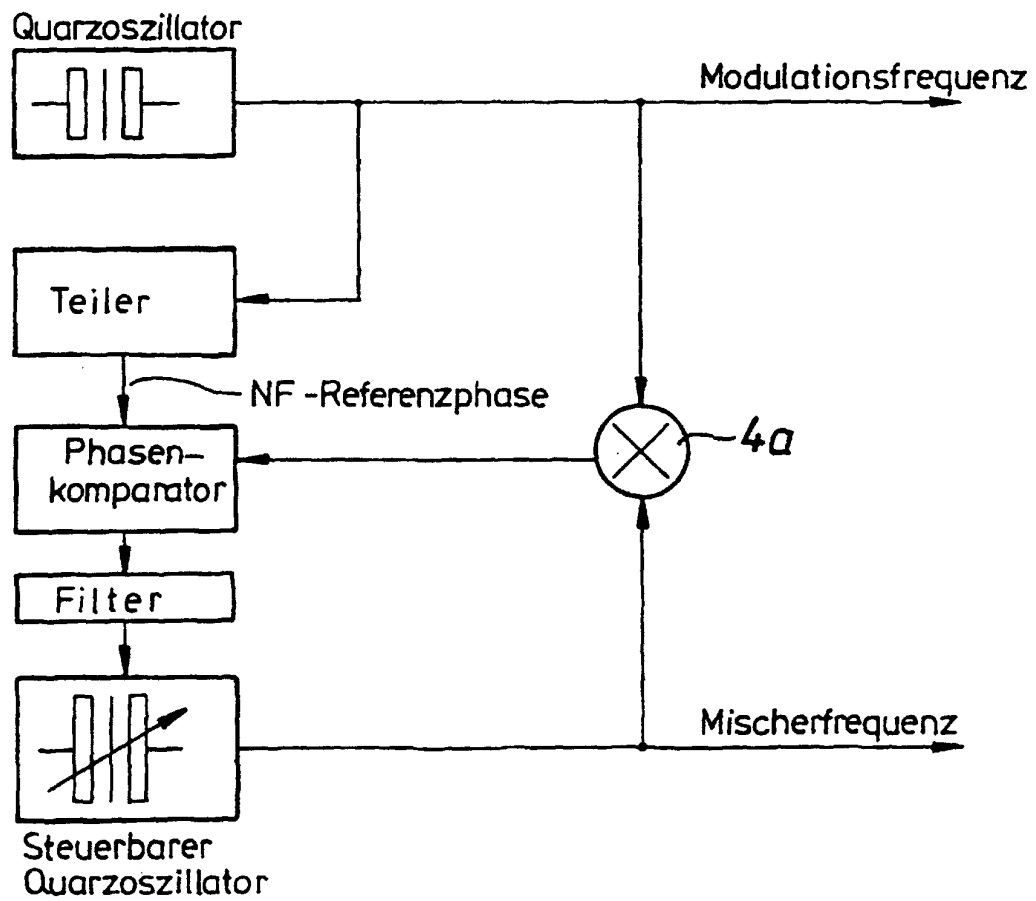 Quarzoszillator
Modulationsfrequenz
Teiler
NF-Referenzphase
Phasen-
komparator
4a
Filter
Mischerfrequenz
Steuerbarer
Quarzoszillator